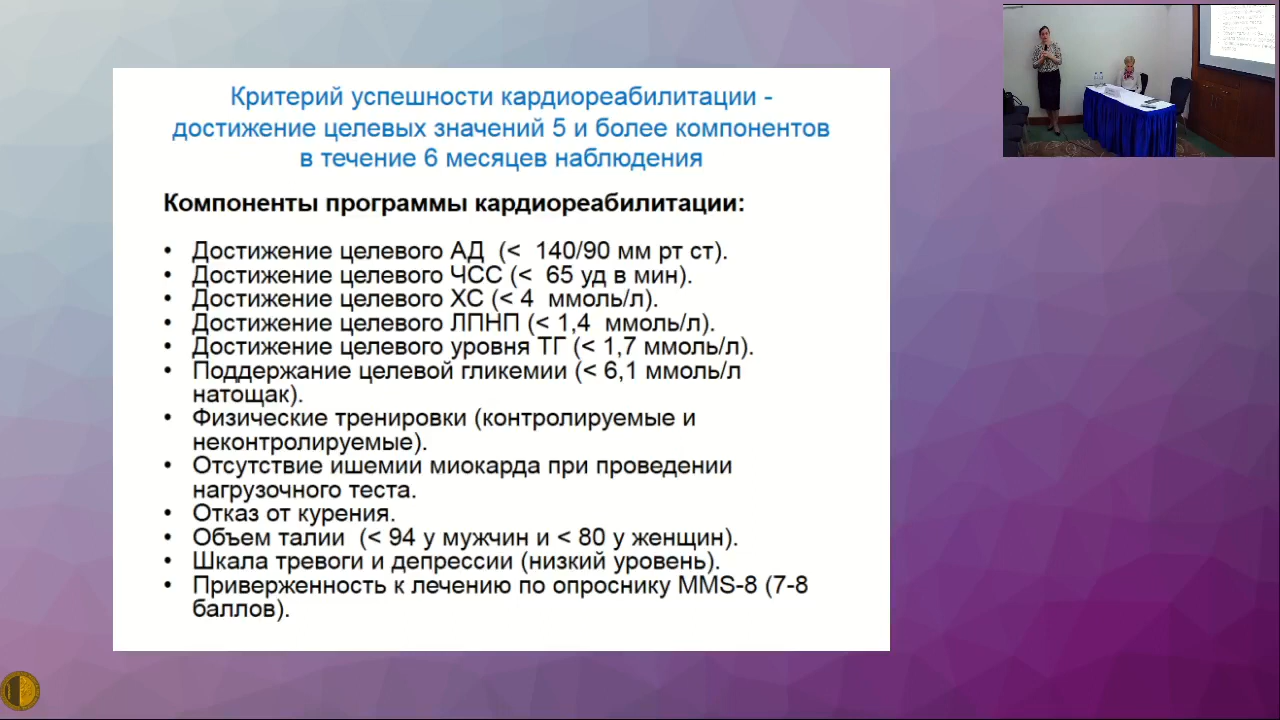 Критерий успешности кардиореабилитации -
достижение целевых значений 5 и более компонентов
в течение 6 месяцев наблюдения
Компоненты программы кардиореабилитации:
• Достижение целевого АД (< 140/90 мм рт ст).
• Достижение целевого ЧСС (< 65 уд в мин).
• Достижение целевого ХС (< 4 ммоль/л).
• Достижение целевого ЛПНП (< 1,4 ммоль/л).
• Достижение целевого уровня ТГ (< 1,7 ммоль/л).
• Поддержание целевой гликемии (< 6,1 ммоль/л
натощак).
• Физические тренировки (контролируемые и
неконтролируемые).
• Отсутствие ишемии миокарда при проведении
нагрузочного теста.
• Отказ от курения.
• Объем талии (< 94 у мужчин и < 80 у женщин).
• Шкала тревоги и депрессии (низкий уровень).
• Приверженность к лечению по опроснику MMS-8 (7-8
баллов).